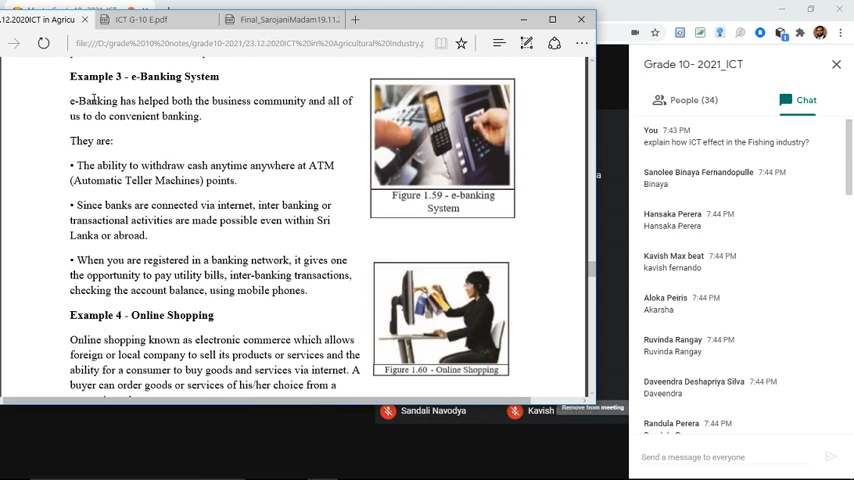 .12.2020ICT in Agricu
ICT G-10 E.pdf
Final_SarojaniMadam19.11.2
file:///D:/grade%2010%20notes/grade10-2021/23.12.2020ICT%20in%20Agricultural%20Industry.p
Example 3 - e-Banking System
e-Banking has helped both the business community and all of
us to do convenient banking.
They are:
• The ability to withdraw cash anytime anywhere at ATM
(Automatic Teller Machines) points.
• Since banks are connected via internet, inter banking or
transactional activities are made possible even within Sri
Lanka or abroad.
• When you are registered in a banking network, it gives one
the opportunity to pay utility bills, inter-banking transactions,
checking the account balance, using mobile phones.
Figure 1.59 - e-banking
System
Example 4 - Online Shopping
Online shopping known as electronic commerce which allows
foreign or local company to sell its products or services and the
ability for a consumer to buy goods and services via internet. A
buyer can order goods or services of his/her choice from a
Figure 1.60 - Online Shopping
Sandali Navodya
Kavish
Remove from meeting
Grade 10- 2021_ICT
People (34)
Chat
You 7:43 PM
explain how ICT effect in the Fishing industry?
Sanolee Binaya Fernandopulle 7:44 PM
Binaya
Hansaka Perera 7:44 PM
Hansaka Perera
Kavish Max beat 7:44 PM
kavish fernando
Aloka Peiris 7:44 PM
Akarsha
Ruvinda Rangay 7:44 PM
Ruvinda Rangay
Daveendra Deshapriya Silva 7:44 PM
Daveendra
Randula Perera 7:44 PM
Send a message to everyone